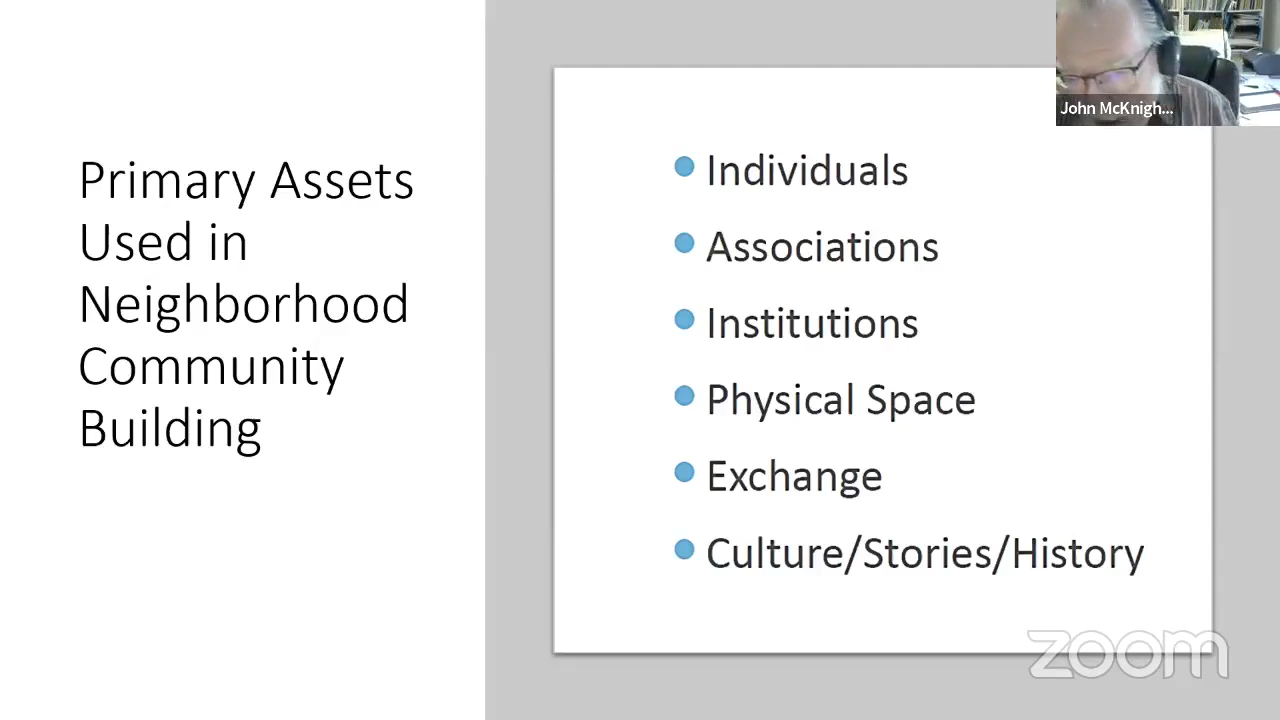 Primary Assets
Used in
Neighborhood
Community
Building
Individuals
Associations
Institutions
Physical Space
Exchange
Culture/Stories/History
John McKnigh...
zoom